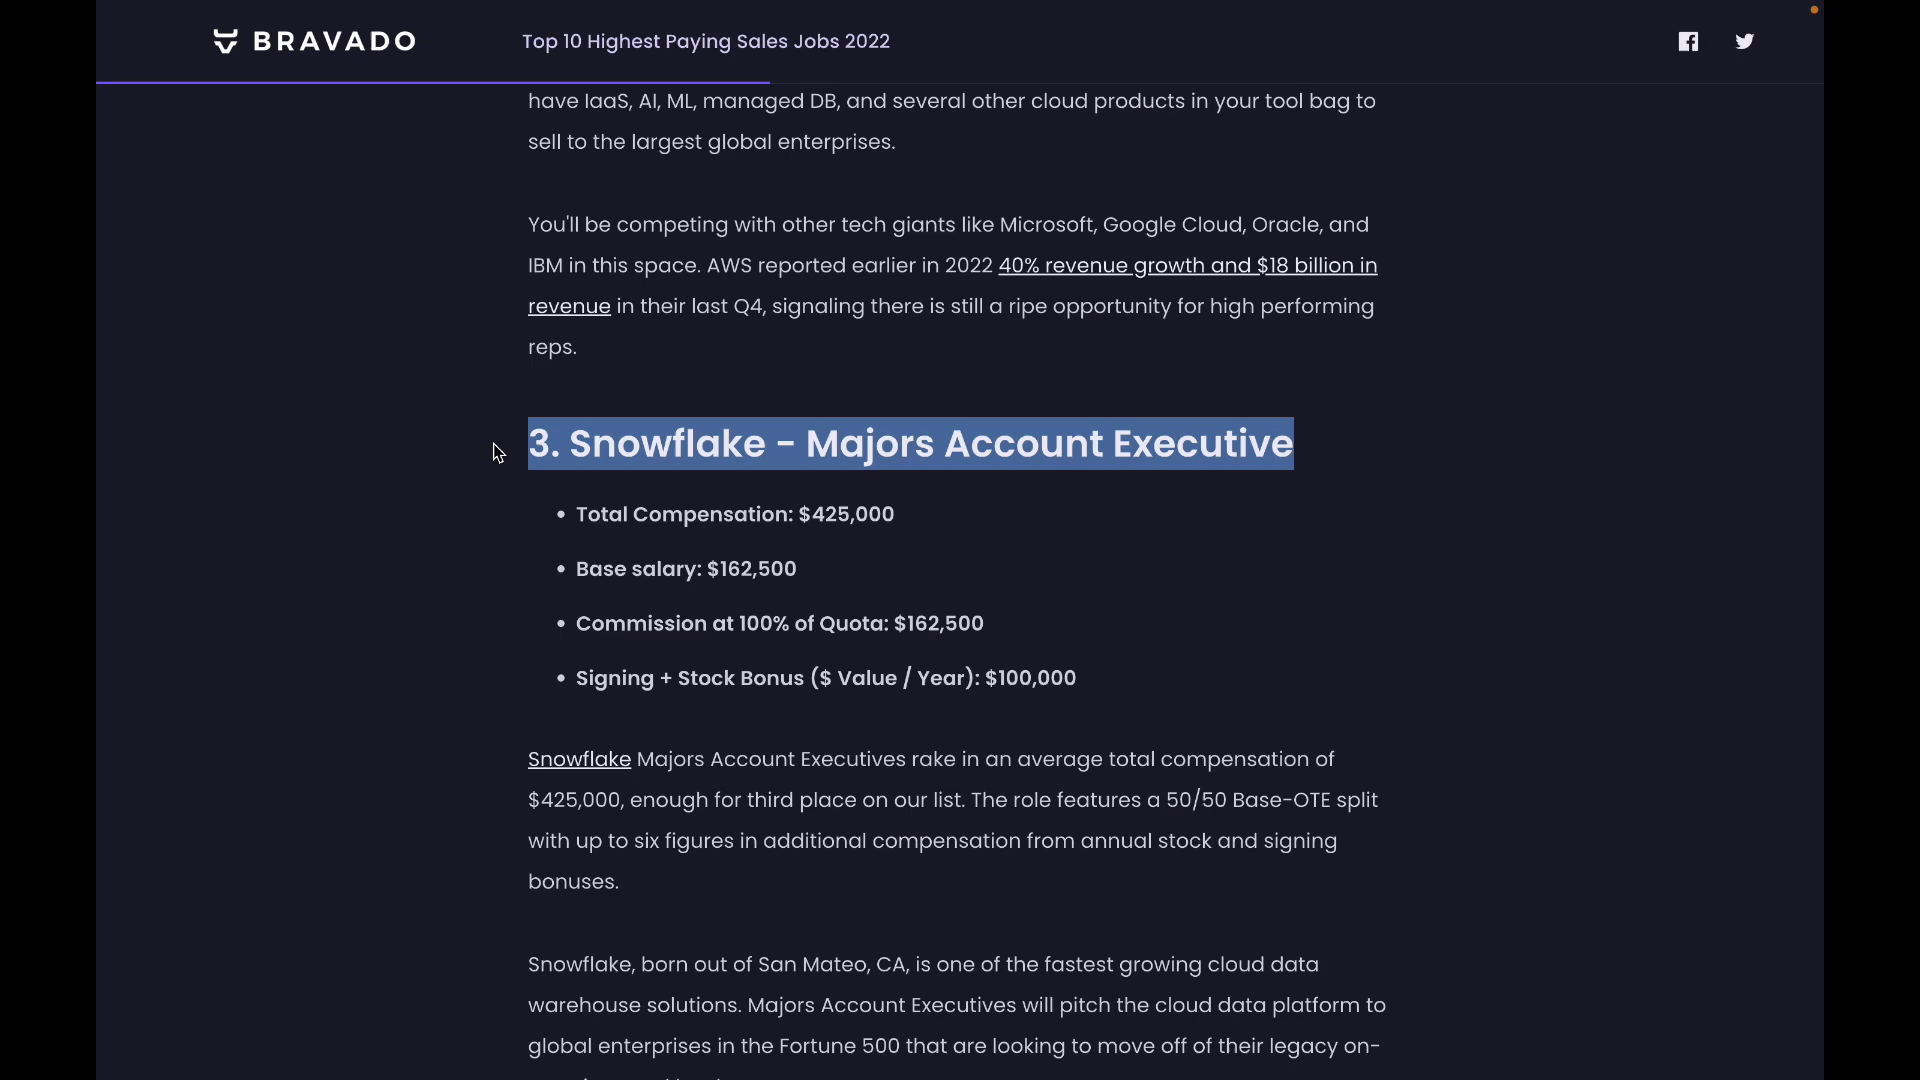 BRAVADO
Top 10 Highest Paying Sales Jobs 2022
have IaaS, AI, ML, managed DB, and several other cloud products in your tool bag to
sell to the largest global enterprises.
You'll be competing with other tech giants like Microsoft, Google Cloud, Oracle, and
IBM in this space. AWS reported earlier in 2022 40% revenue growth and $18 billion in
revenue in their last Q4, signaling there is still a ripe opportunity for high performing
reps.
3. Snowflake - Majors Account Executive
• Total Compensation: $425,000
• Base salary: $162,500
• Commission at 100% of Quota: $162,500
• Signing + Stock Bonus ($ Value / Year): $100,000
Snowflake Majors Account Executives rake in an average total compensation of
$425,000, enough for third place on our list. The role features a 50/50 Base-OTE split
with up to six figures in additional compensation from annual stock and signing
bonuses.
Snowflake, born out of San Mateo, CA, is one of the fastest growing cloud data
warehouse solutions. Majors Account Executives will pitch the cloud data platform to
global enterprises in the Fortune 500 that are looking to move off of their legacy on-